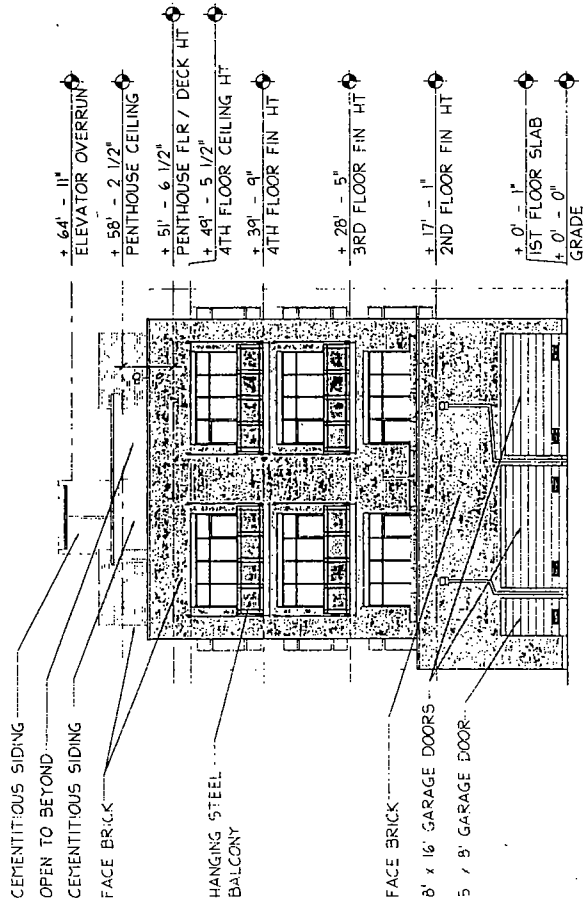 CEMENTITIOUS SIDING
OPEN TO BEYOND
CEMENTITIOUS SIDING
FACE BRICK
HANGING STEEL
BALCONY
FACE BRICK
8' x 16' GARAGE DOORS
GARAGE DOOR
+ 64' - 11"
ELEVATOR OVERRUN
+ 58' - 2 1/2"
PENTHOUSE CEILING
+ 51' - 6 1/2"
PENTHOUSE FLR / DECK HT
+ 49' - 5 1/2"
4TH FLOOR CEILING HT
+ 39' - 9"
4TH FLOOR FIN HT
+ 28' - 5"
3RD FLOOR FIN HT
+ 17' - 1"
2ND FLOOR FIN HT
+ 0' - 1"
1ST FLOOR SLAB
+ 0' - 0"
GRADE